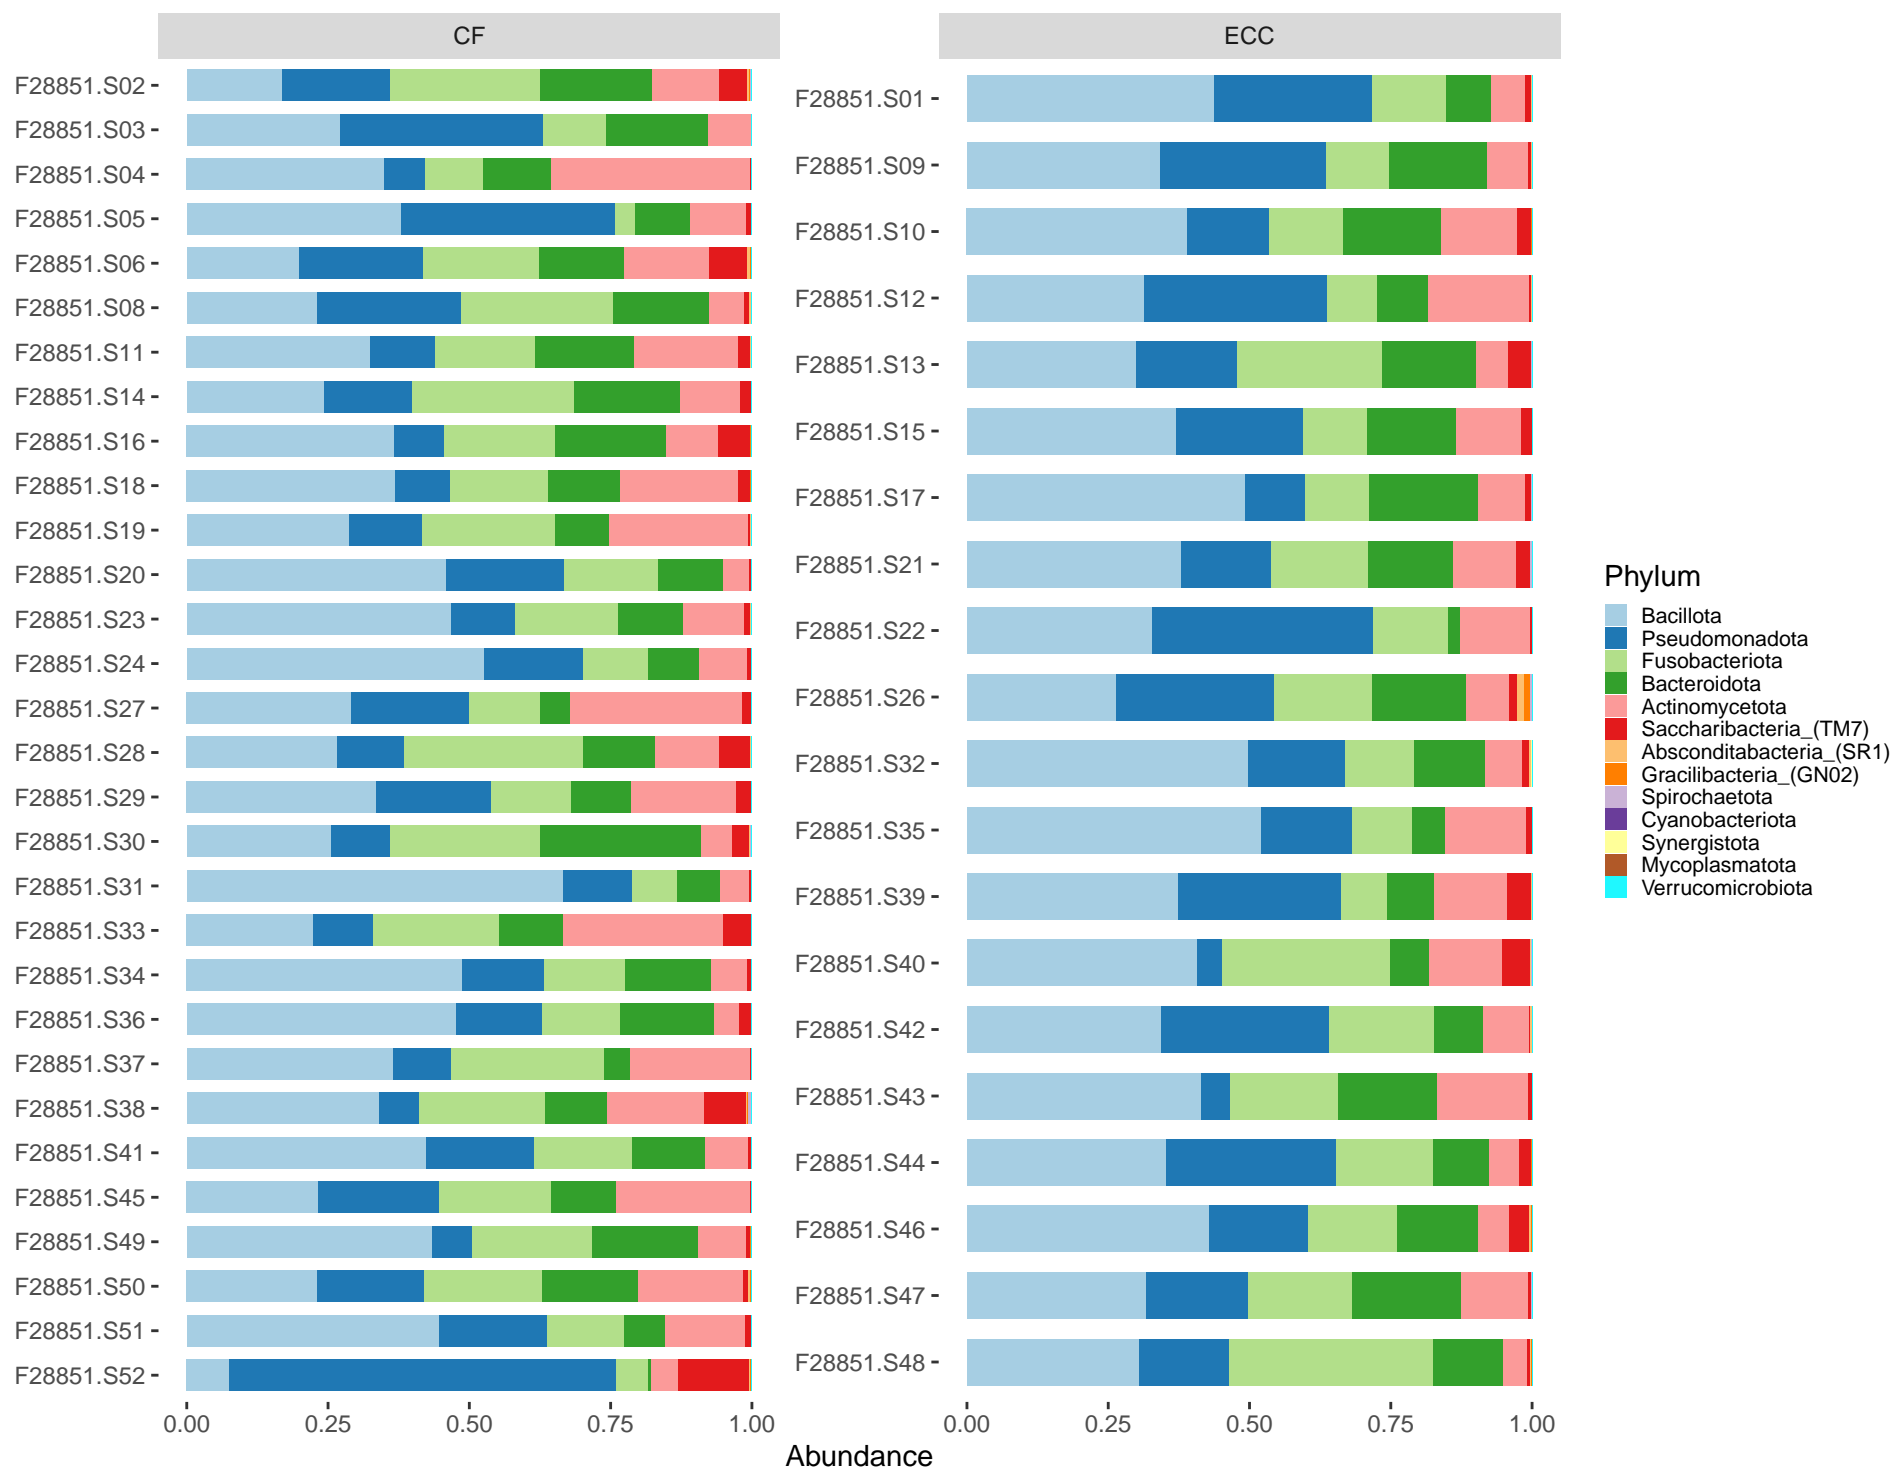 CF
F28851.S02
F28851.S03
F28851.S04
F28851.S05
F28851.S06
F28851.S08
F28851.S11
F28851.S14
F28851.S16
F28851.S18
F28851.S19
F28851.S20
F28851.S23
F28851.S24
F28851.S27
F28851.S28
F28851.S29
F28851.S30
F28851.S31
F28851.S33
F28851.S34
F28851.S36
F28851.S37
F28851.S38
F28851.S41
F28851.S45
F28851.S49
F28851.S50
F28851.S51
F28851.S52
0.00 0.25 0.50 0.75 1.00
ECC
F28851.S01
F28851.S09
F28851.S10
F28851.S12
F28851.S13
F28851.S15
F28851.S17
F28851.S21
F28851.S22
F28851.S26
F28851.S32
F28851.S35
F28851.S39
F28851.S40
F28851.S42
F28851.S43
F28851.S44
F28851.S46
F28851.S47
F28851.S48
0.00 0.25 0.50 0.75 1.00
Abundance
Phylum
Bacillota
Pseudomonadota
Fusobacteriota
Bacteroidota
Actinomycetota
Saccharibacteria_(TM7)
Absconditabacteria_(SR1)
Gracilibacteria_(GN02)
Spirochaetota
Cyanobacteriota
Synergistota
Mycoplasmatota
Verrucomicrobiota